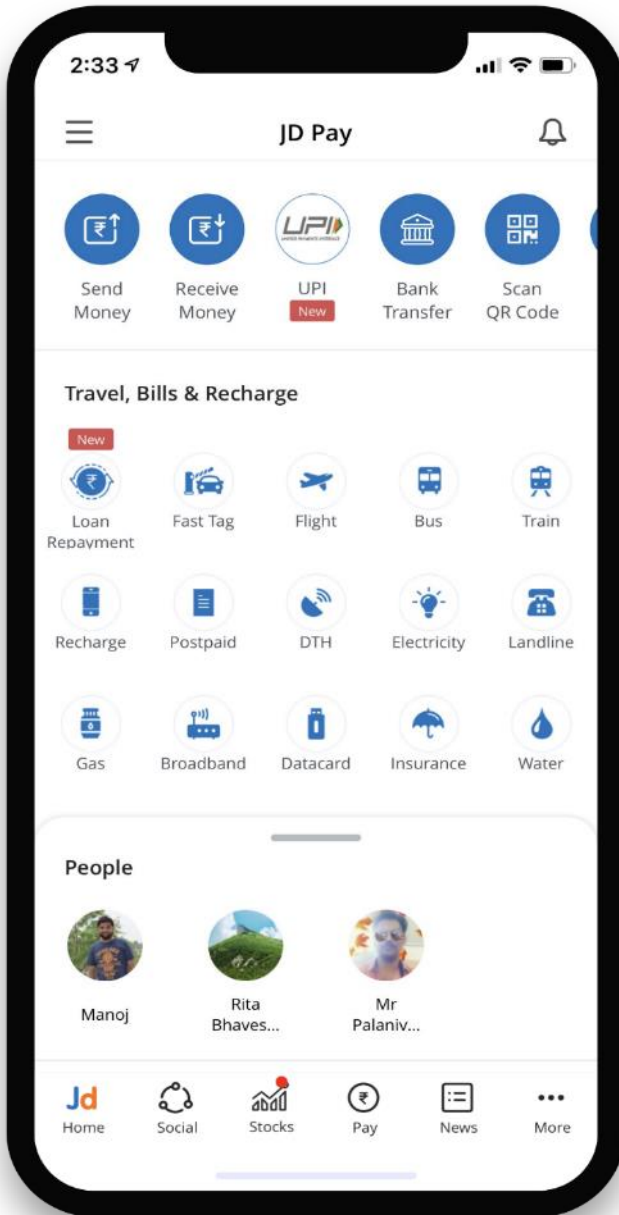 2:33
JD Pay
Send Money
Receive Money
UPI
UPI
New
Bank Transfer
Scan QR Code
Travel, Bills & Recharge
New
Loan Repayment
Fast Tag
Flight
Bus
Train
Recharge
Postpaid
DTH
Electricity
Landline
Gas
Broadband
Datacard
Insurance
Water
People
Manoj
Rita Bhaves...
Mr Palaniv...
Jd
Home
Social
Stocks
Pay
News
More